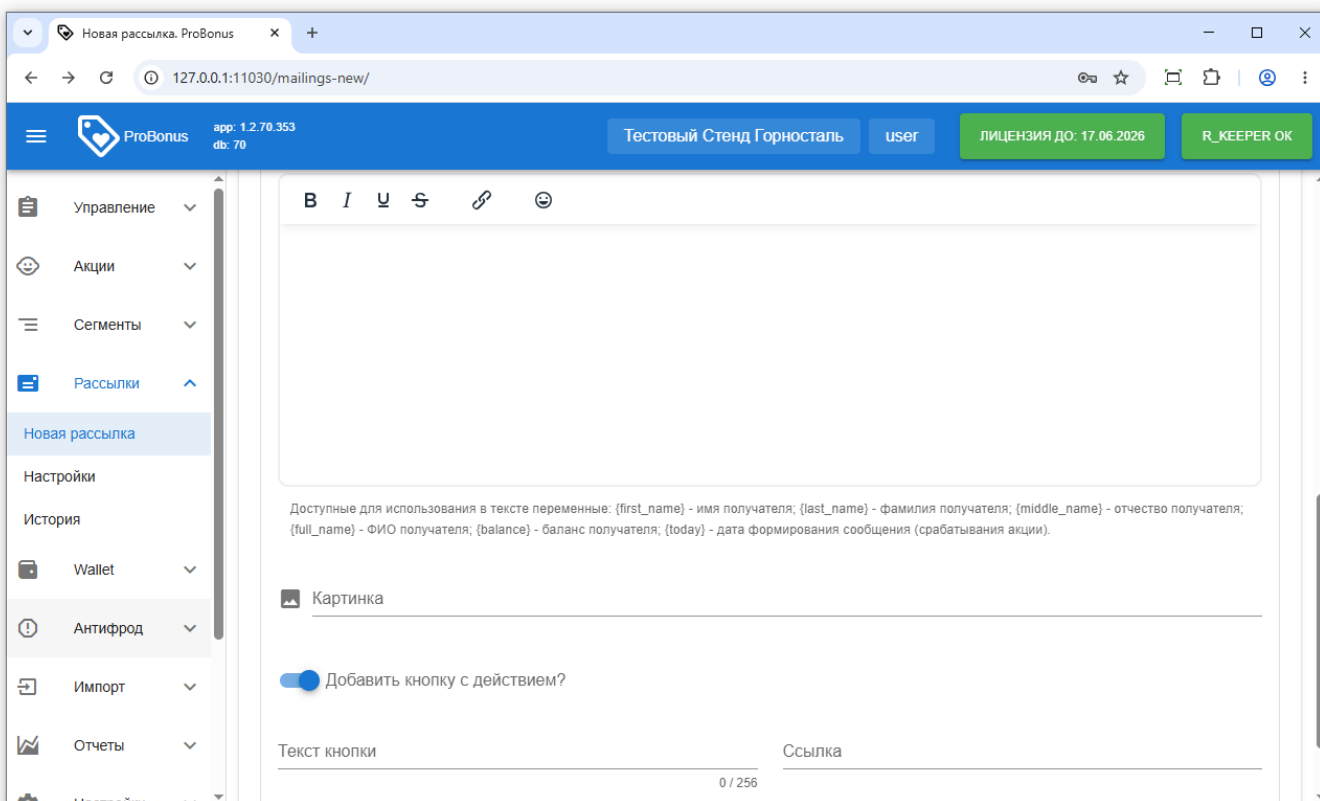 Новая рассылка. ProBonus
127.0.0.1:11030/mailings-new/
ProBonus
app: 1.2.70.353
db: 70
Тестовый Стенд Горносталь
user
ЛИЦЕНЗИЯ ДО: 17.06.2026
R_KEEPER OK
Управление
Акции
Сегменты
Рассылки
Новая рассылка
Настройки
История
Wallet
Антифрод
Импорт
Отчеты
B I U S
Доступные для использования в тексте переменные: {first_name} - имя получателя; {last_name} - фамилия получателя; {middle_name} - отчество получателя;
{full_name} - ФИО получателя; {balance} - баланс получателя; {today} - дата формирования сообщения (срабатывания акции).
Картинка
Добавить кнопку с действием?
Текст кнопки
Ссылка
0 / 256